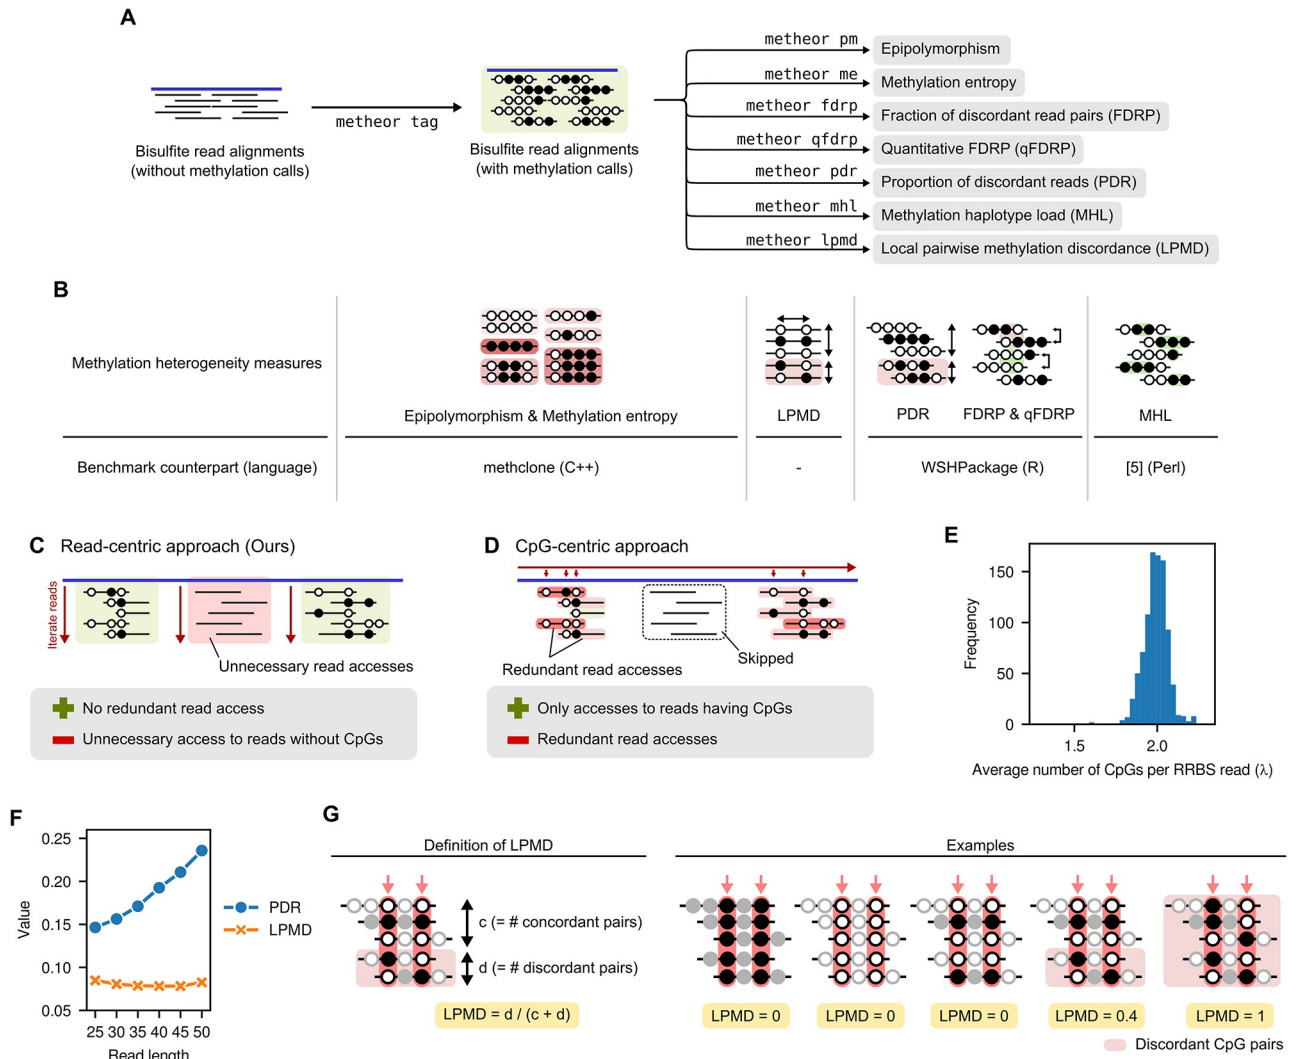 A
metheor tag
Bisulfite read alignments
(without methylation calls)
Bisulfite read alignments
(with methylation calls)
metheor pm
Epipolymorphism
metheor me
Methylation entropy
metheor fdrp
Fraction of discordant read pairs (FDRP)
metheor qfdrp
Quantitative FDRP (qFDRP)
metheor pdr
Proportion of discordant reads (PDR)
metheor mhl
Methylation haplotype load (MHL)
metheor lpmd
Local pairwise methylation discordance (LPMD)
B
Methylation heterogeneity measures
Epipolymorphism & Methylation entropy
LPMD
PDR
FDRP & qFDRP
MHL
Benchmark counterpart (language)
methclone (C++)
-
WSHPackage (R)
[5] (Perl)
C
Read-centric approach (Ours)
Iterate reads
Unnecessary read accesses
No redundant read access
Unnecessary access to reads without CpGs
D
CpG-centric approach
Redundant read accesses
Skipped
Only accesses to reads having CpGs
Redundant read accesses
E
Frequency
150
100
50
0
1.5
2.0
Average number of CpGs per RRBS read (λ)
F
Value
0.25
0.20
0.15
0.10
0.05
25 30 35 40 45 50
Read length
PDR
LPMD
G
Definition of LPMD
c (= # concordant pairs)
d (= # discordant pairs)
LPMD = d / (c + d)
Examples
LPMD = 0
LPMD = 0
LPMD = 0
LPMD = 0.4
LPMD = 1
Discordant CpG pairs